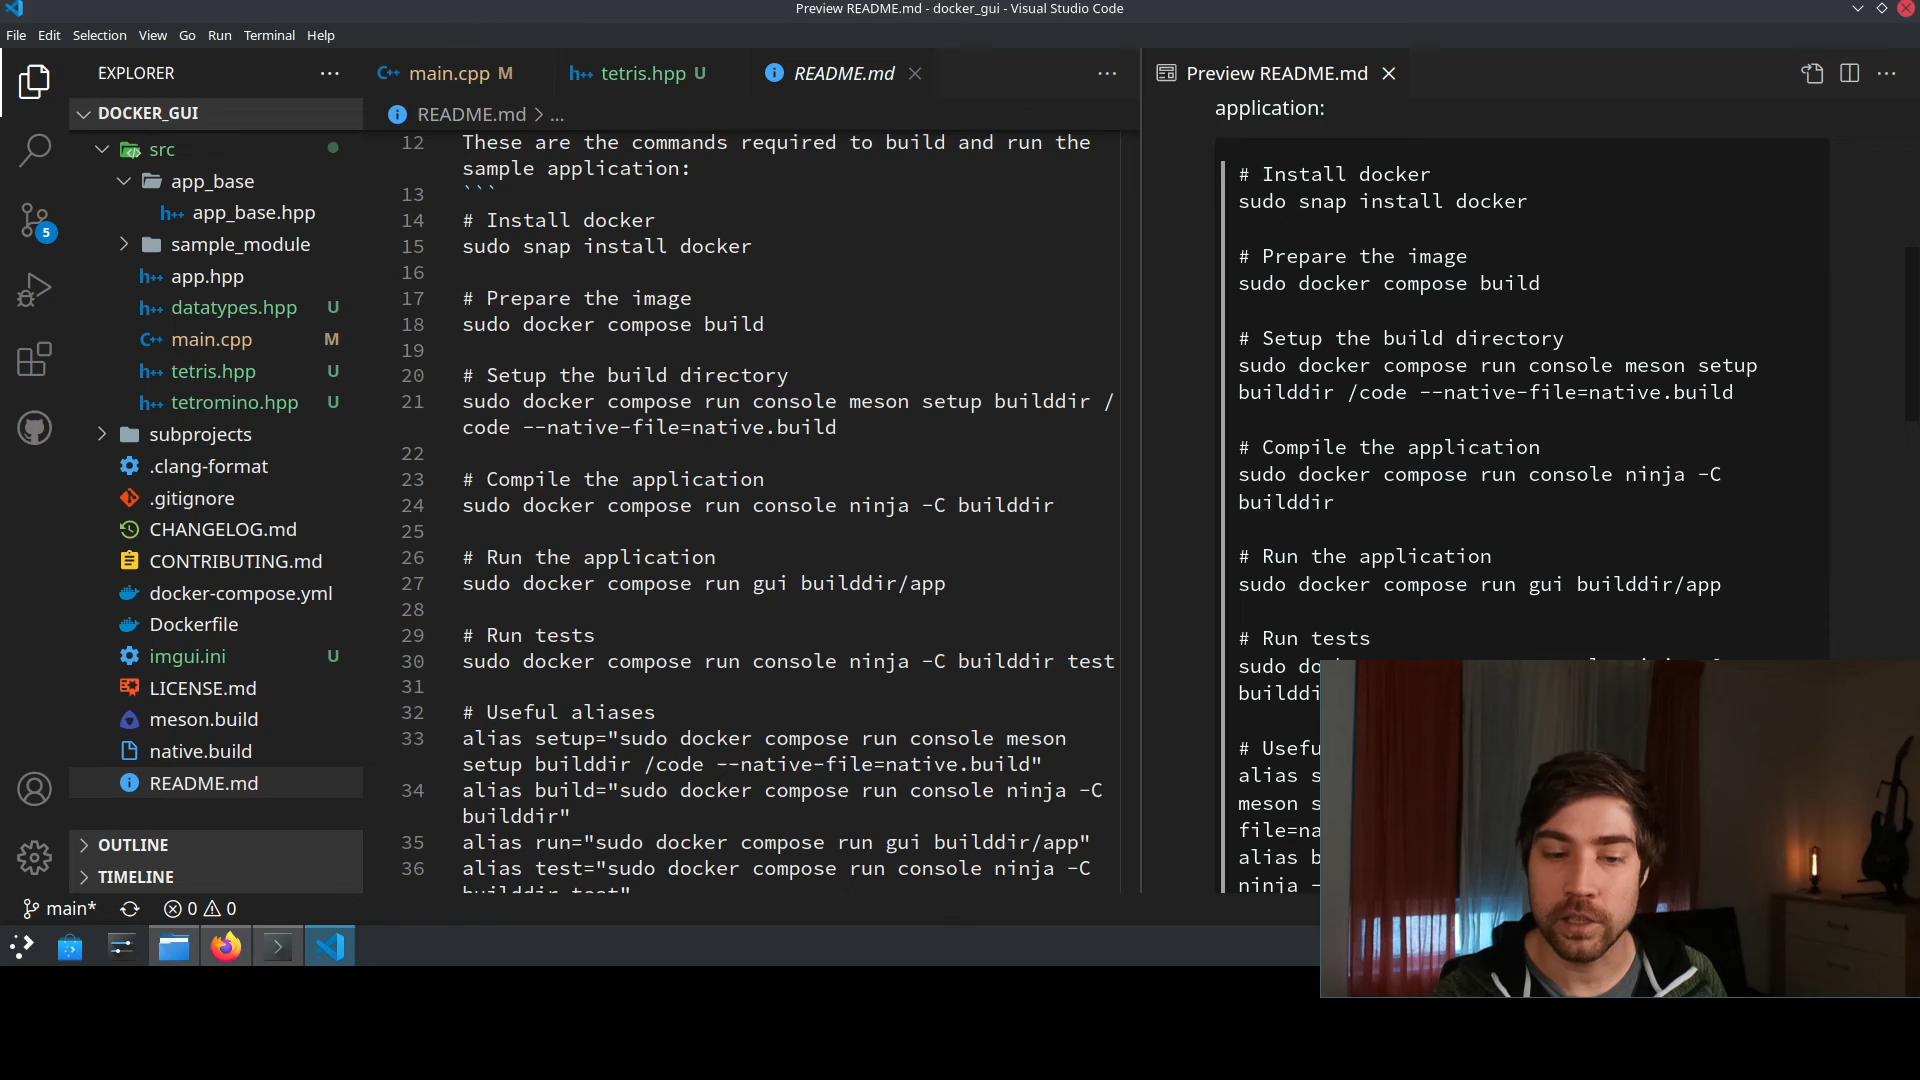 Preview README.md - docker_gui - Visual Studio Code
File Edit Selection View Go Run Terminal Help
EXPLORER
DOCKER_GUI
src
app_base
app_base.hpp
sample_module
app.hpp
datatypes.hpp U
main.cpp M
tetris.hpp U
tetromino.hpp U
subprojects
.clang-format
.gitignore
CHANGELOG.md
CONTRIBUTING.md
docker-compose.yml
Dockerfile
imgui.ini U
LICENSE.md
meson.build
native.build
README.md
OUTLINE
TIMELINE
5
main* 0 0
main.cpp M tetris.hpp U README.md
README.md > ...
12 These are the commands required to build and run the
sample application:
13 ```
14 # Install docker
15 sudo snap install docker
16
17 # Prepare the image
18 sudo docker compose build
19
20 # Setup the build directory
21 sudo docker compose run console meson setup builddir /
code --native-file=native.build
22
23 # Compile the application
24 sudo docker compose run console ninja -C builddir
25
26 # Run the application
27 sudo docker compose run gui builddir/app
28
29 # Run tests
30 sudo docker compose run console ninja -C builddir test
31
32 # Useful aliases
33 alias setup="sudo docker compose run console meson
setup builddir /code --native-file=native.build"
34 alias build="sudo docker compose run console ninja -C
builddir"
35 alias run="sudo docker compose run gui builddir/app"
36 alias test="sudo docker compose run console ninja -C
builddir test"
Preview README.md
application:
# Install docker
sudo snap install docker
# Prepare the image
sudo docker compose build
# Setup the build directory
sudo docker compose run console meson setup
builddir /code --native-file=native.build
# Compile the application
sudo docker compose run console ninja -C
builddir
# Run the application
sudo docker compose run gui builddir/app
# Run tests
sudo
# 
alias
meson
alias
ninja